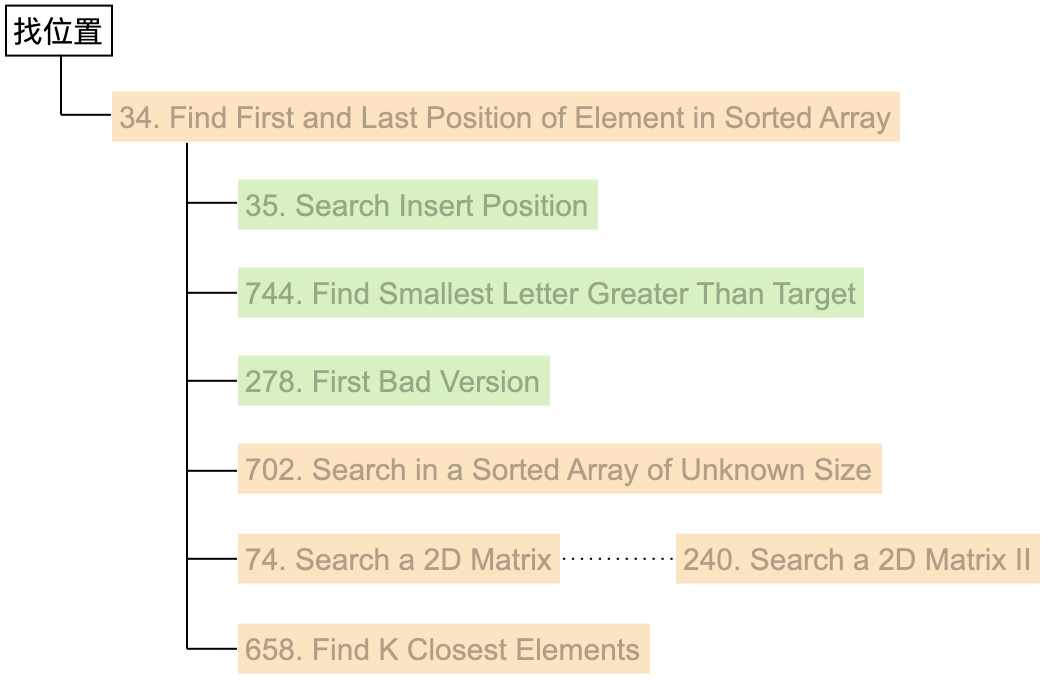 找位置
34. Find First and Last Position of Element in Sorted Array
35. Search Insert Position
744. Find Smallest Letter Greater Than Target
278. First Bad Version
702. Search in a Sorted Array of Unknown Size
74. Search a 2D Matrix
240. Search a 2D Matrix II
658. Find K Closest Elements